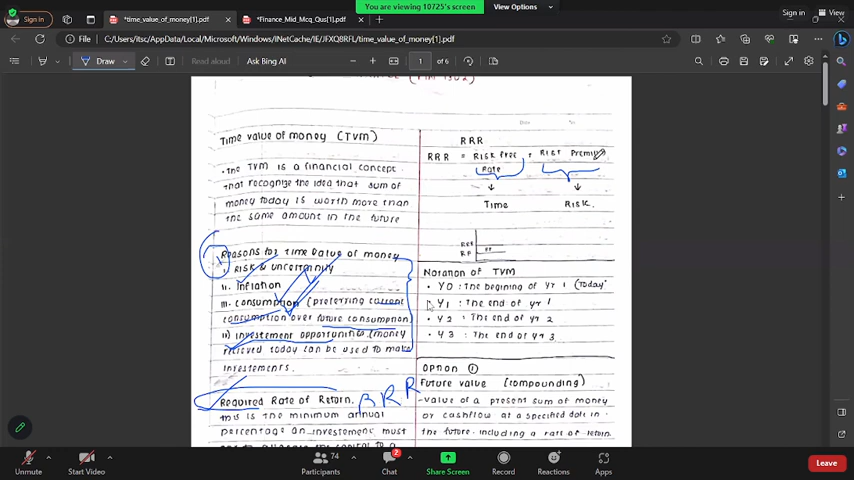 You are viewing 10725's screen
View Options
Sign in
*time_value_of_money[1].pdf
*Finance_Mid_Mcq_Qus[1].pdf
Sign in
View
File
C:/Users/itsc/AppData/Local/Microsoft/Windows/INetCache/IE/JFXQ8RFL/time_value_of_money[1].pdf
Draw
Read aloud
Ask Bing AI
1 of 6
Time value of money (TVM)
• The TVM is a financial concept
that recognize the idea that sum of
money today is worth more than
the same amount in the future
Reasons for Time Value of money
i) Risk & uncertainity
ii. Inflation
iii. consumption (preferring current
consumption over future consumption)
ii) investement opportunities (money
recieved today can be used to make
investements.
Required Rate of Return. RRR
this is the minimum annual
percentage an investement must
RRR
RRR = Risk Free + Risk Premium
Rate
Time Risk.
RRR
RF
Notation of TVM
• Y0 : The beginning of yr 1 (Today)
• Y1 : The end of yr 1
• Y2 : The end of yr 2
• Y3 : The end of yr 3
Option 1
Future value (compounding)
- value of a present sum of money
or cashflow at a specified date in
the future. including a rate of return
Unmute
Start Video
Participants
74
Chat
2
Share Screen
Record
Reactions
Apps
Leave